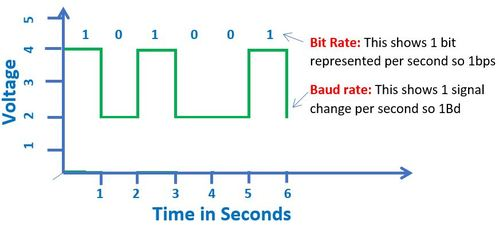 5
4
3
2
1
Voltage
1 0 1 0 0 1
Bit Rate: This shows 1 bit
represented per second so 1bps
Baud rate: This shows 1 signal
change per second so 1Bd
1 2 3 4 5 6
Time in Seconds